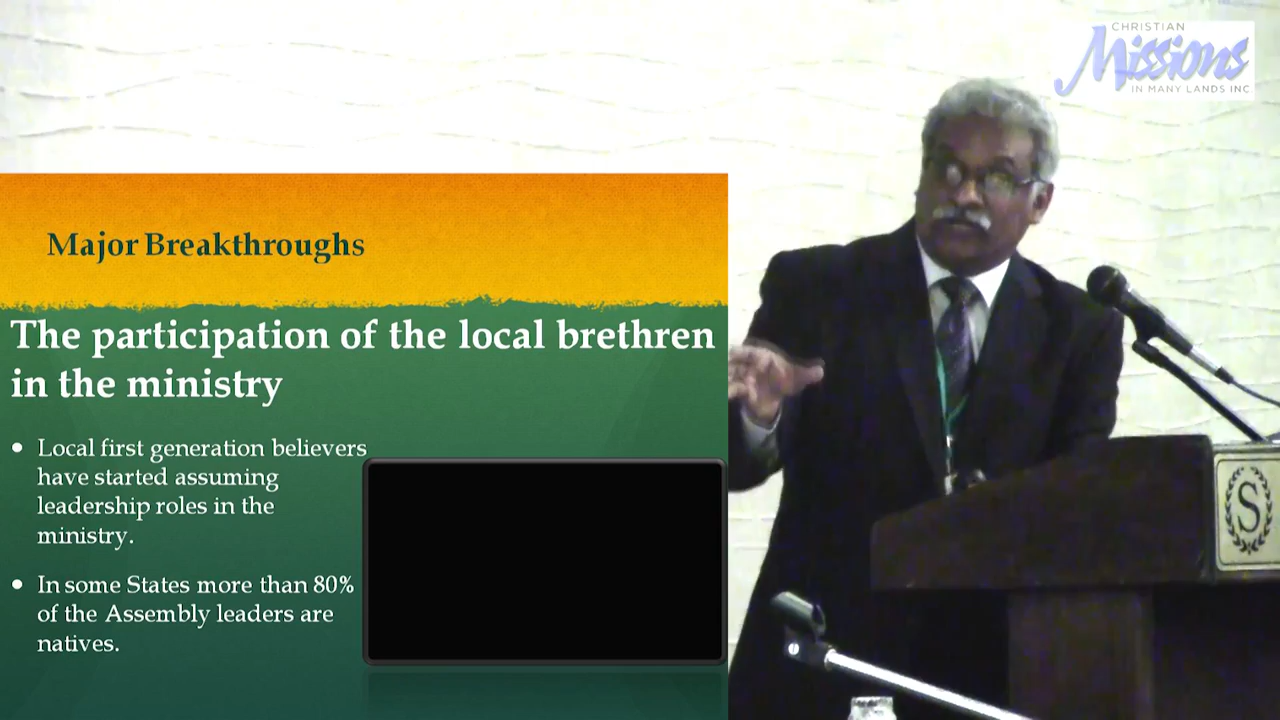 CHRISTIAN
Missions
IN MANY LANDS INC
Major Breakthroughs
The participation of the local brethren
in the ministry
• Local first generation believers
have started assuming
leadership roles in the
ministry.
• In some States more than 80%
of the Assembly leaders are
natives.
S